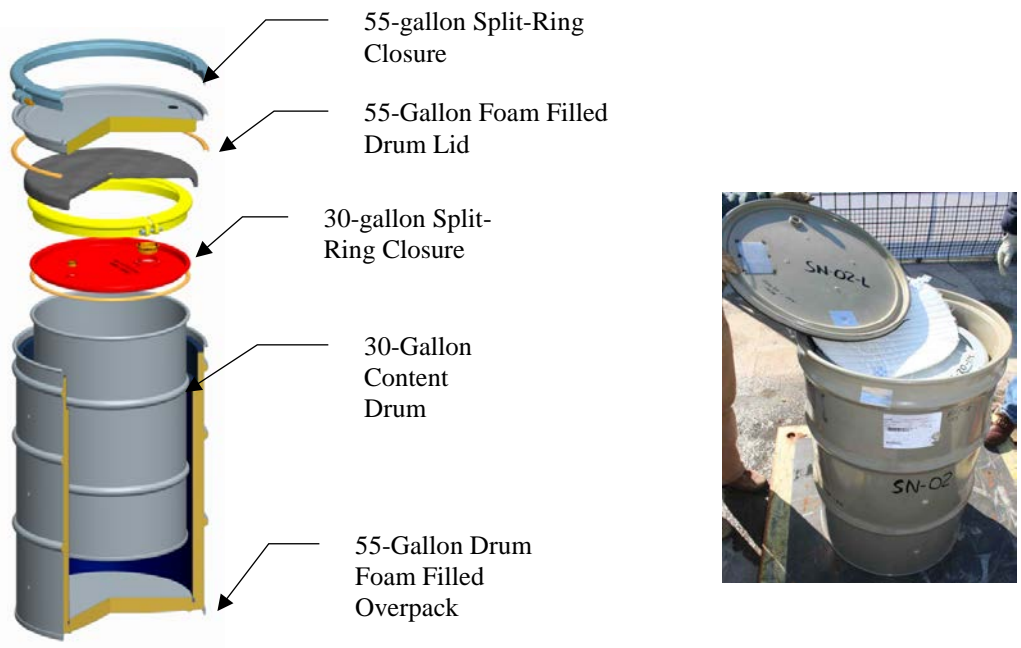 55-gallon Split-Ring
Closure
55-Gallon Foam Filled
Drum Lid
30-gallon Split-
Ring Closure
30-Gallon
Content
Drum
55-Gallon Drum
Foam Filled
Overpack
SN-02-L
SN-02